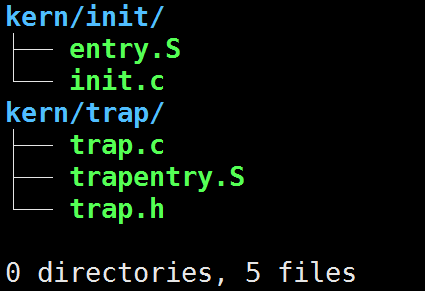 kern/init/
├── entry.S
└── init.c
kern/trap/
├── trap.c
├── trapentry.S
└── trap.h
0 directories, 5 files